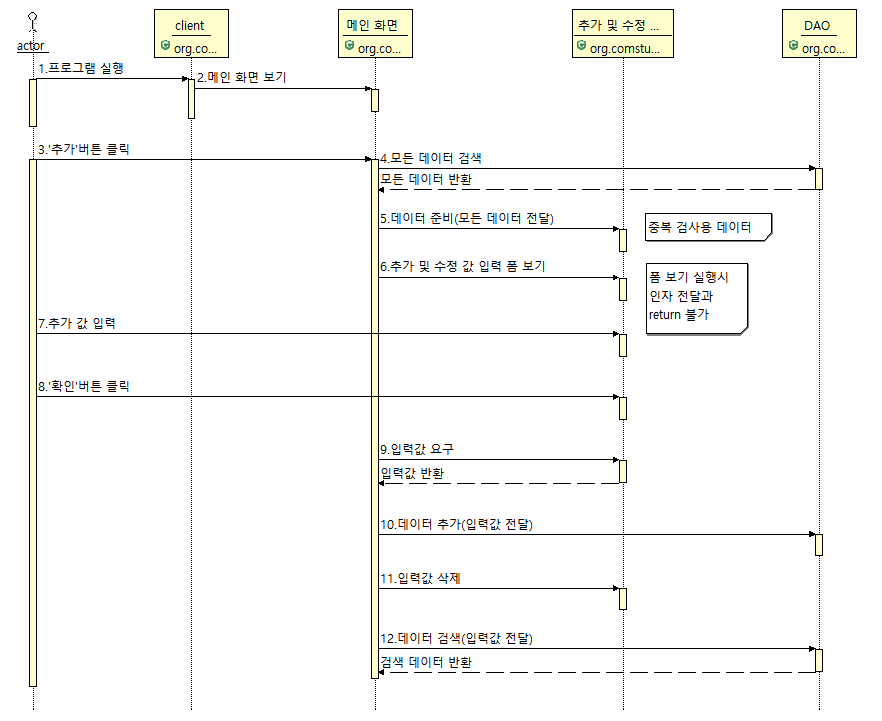 actor
client
org.co...
메인 화면
org.co...
추가 및 수정 ...
org.comstu...
DAO
org.co...
1.프로그램 실행
2.메인 화면 보기
3.'추가'버튼 클릭
4.모든 데이터 검색
모든 데이터 반환
5.데이터 준비(모든 데이터 전달)
중복 검사용 데이터
6.추가 및 수정 값 입력 폼 보기
폼 보기 실행시
인자 전달과
return 불가
7.추가 값 입력
8.'확인'버튼 클릭
9.입력값 요구
입력값 반환
10.데이터 추가(입력값 전달)
11.입력값 삭제
12.데이터 검색(입력값 전달)
검색 데이터 반환